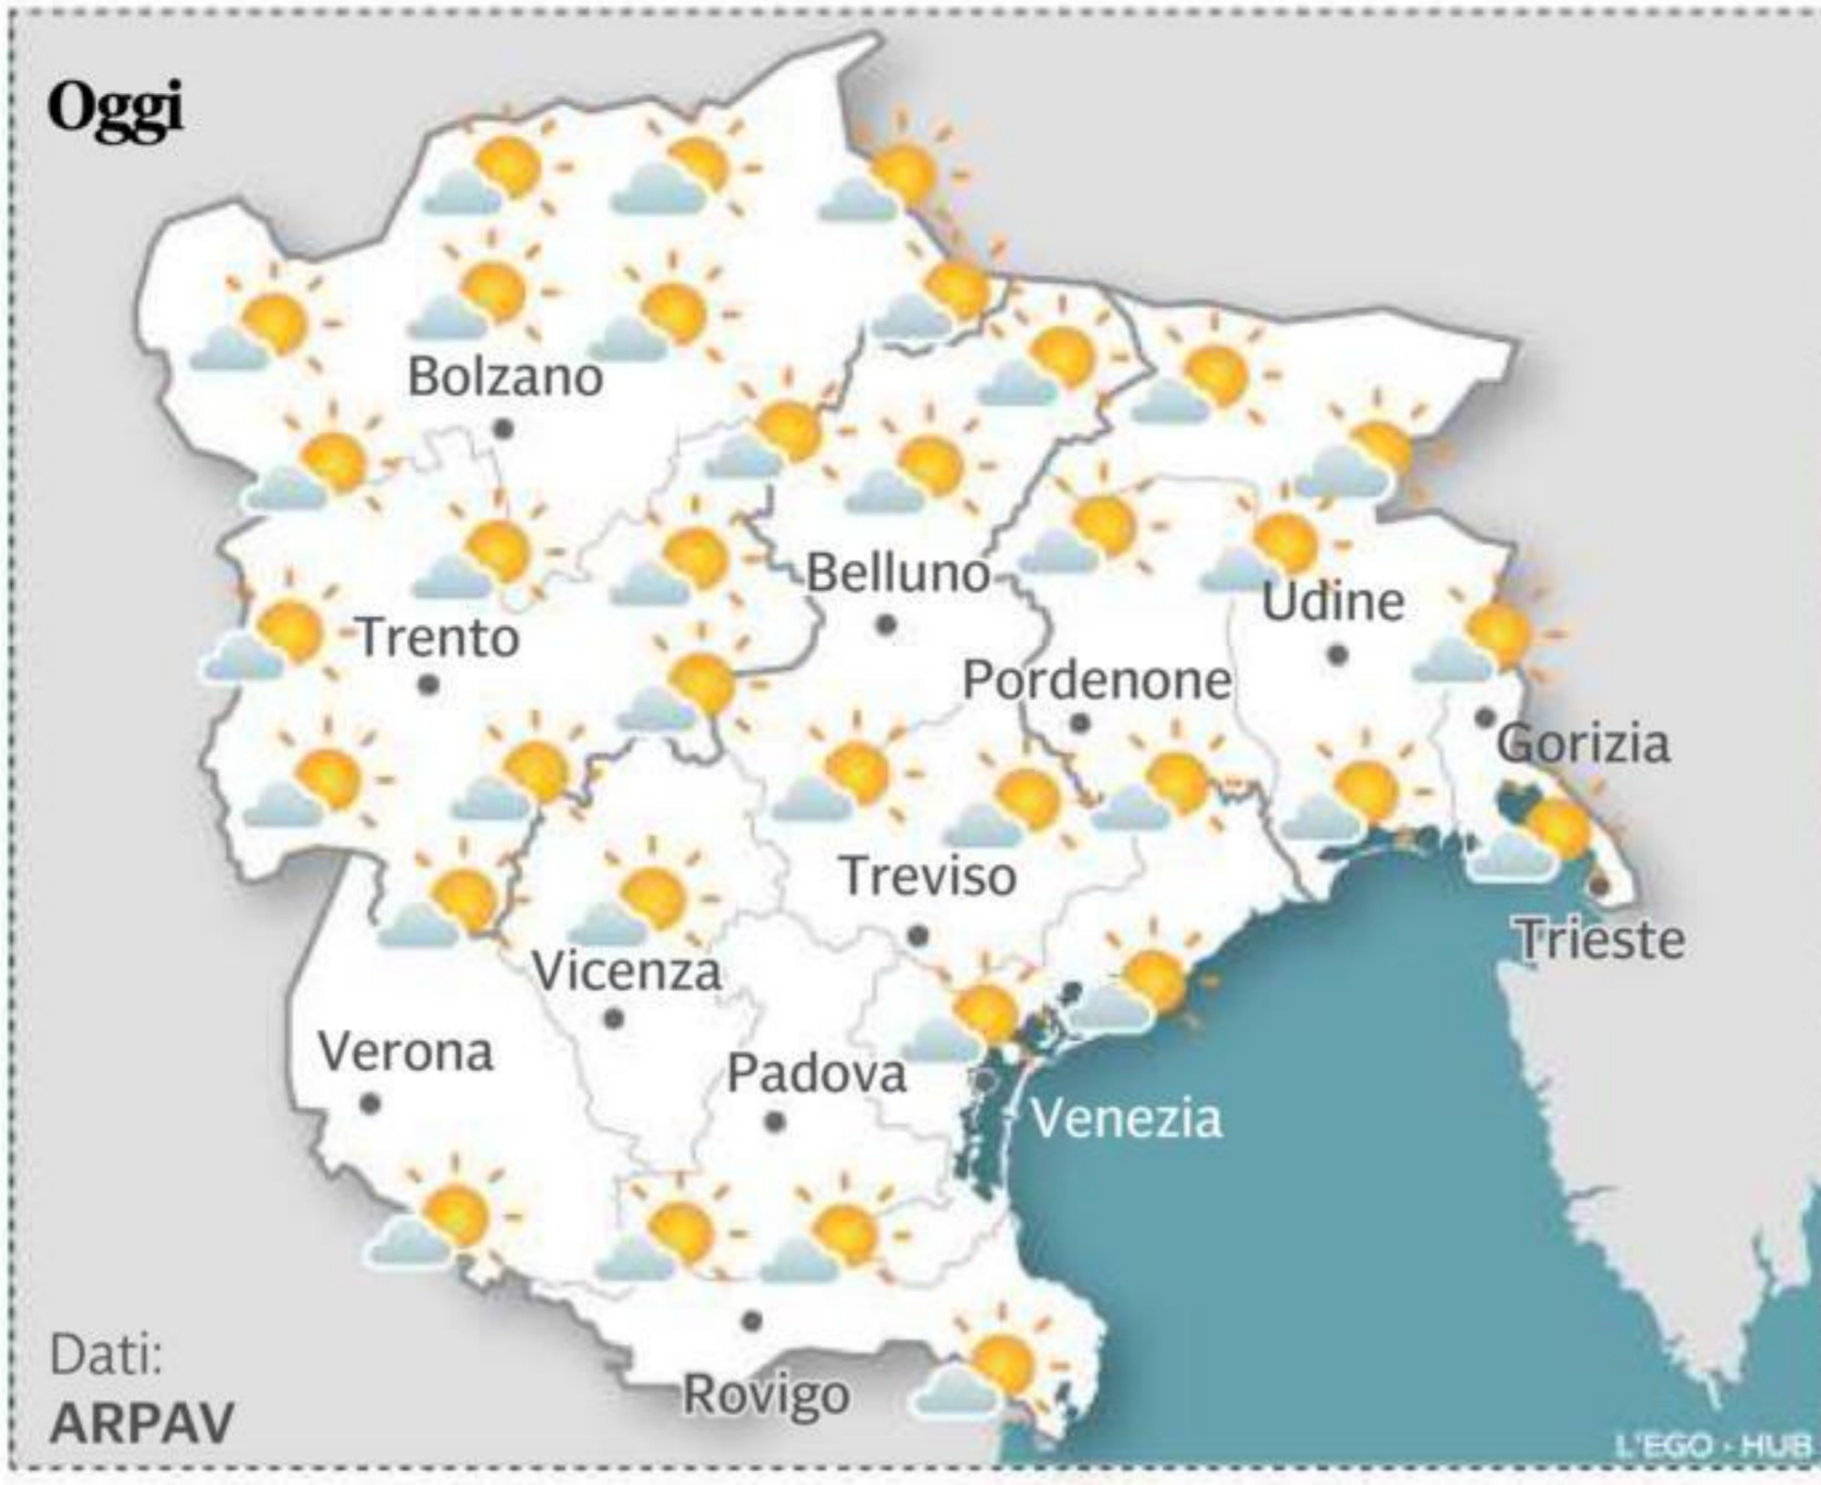 Oggi
Bolzano
Belluno
Udine
Trento
Pordenone
Gorizia
Treviso
Trieste
Vicenza
Verona
Padova
Venezia
Rovigo
Dati:
ARPAV
L'EGO - HUB